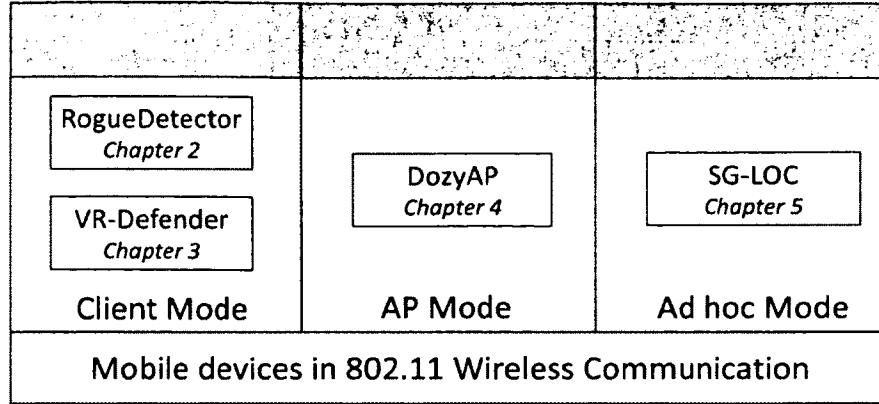 RogueDetector
Chapter 2
VR-Defender
Chapter 3
Client Mode
DozyAP
Chapter 4
AP Mode
SG-LOC
Chapter 5
Ad hoc Mode
Mobile devices in 802.11 Wireless Communication